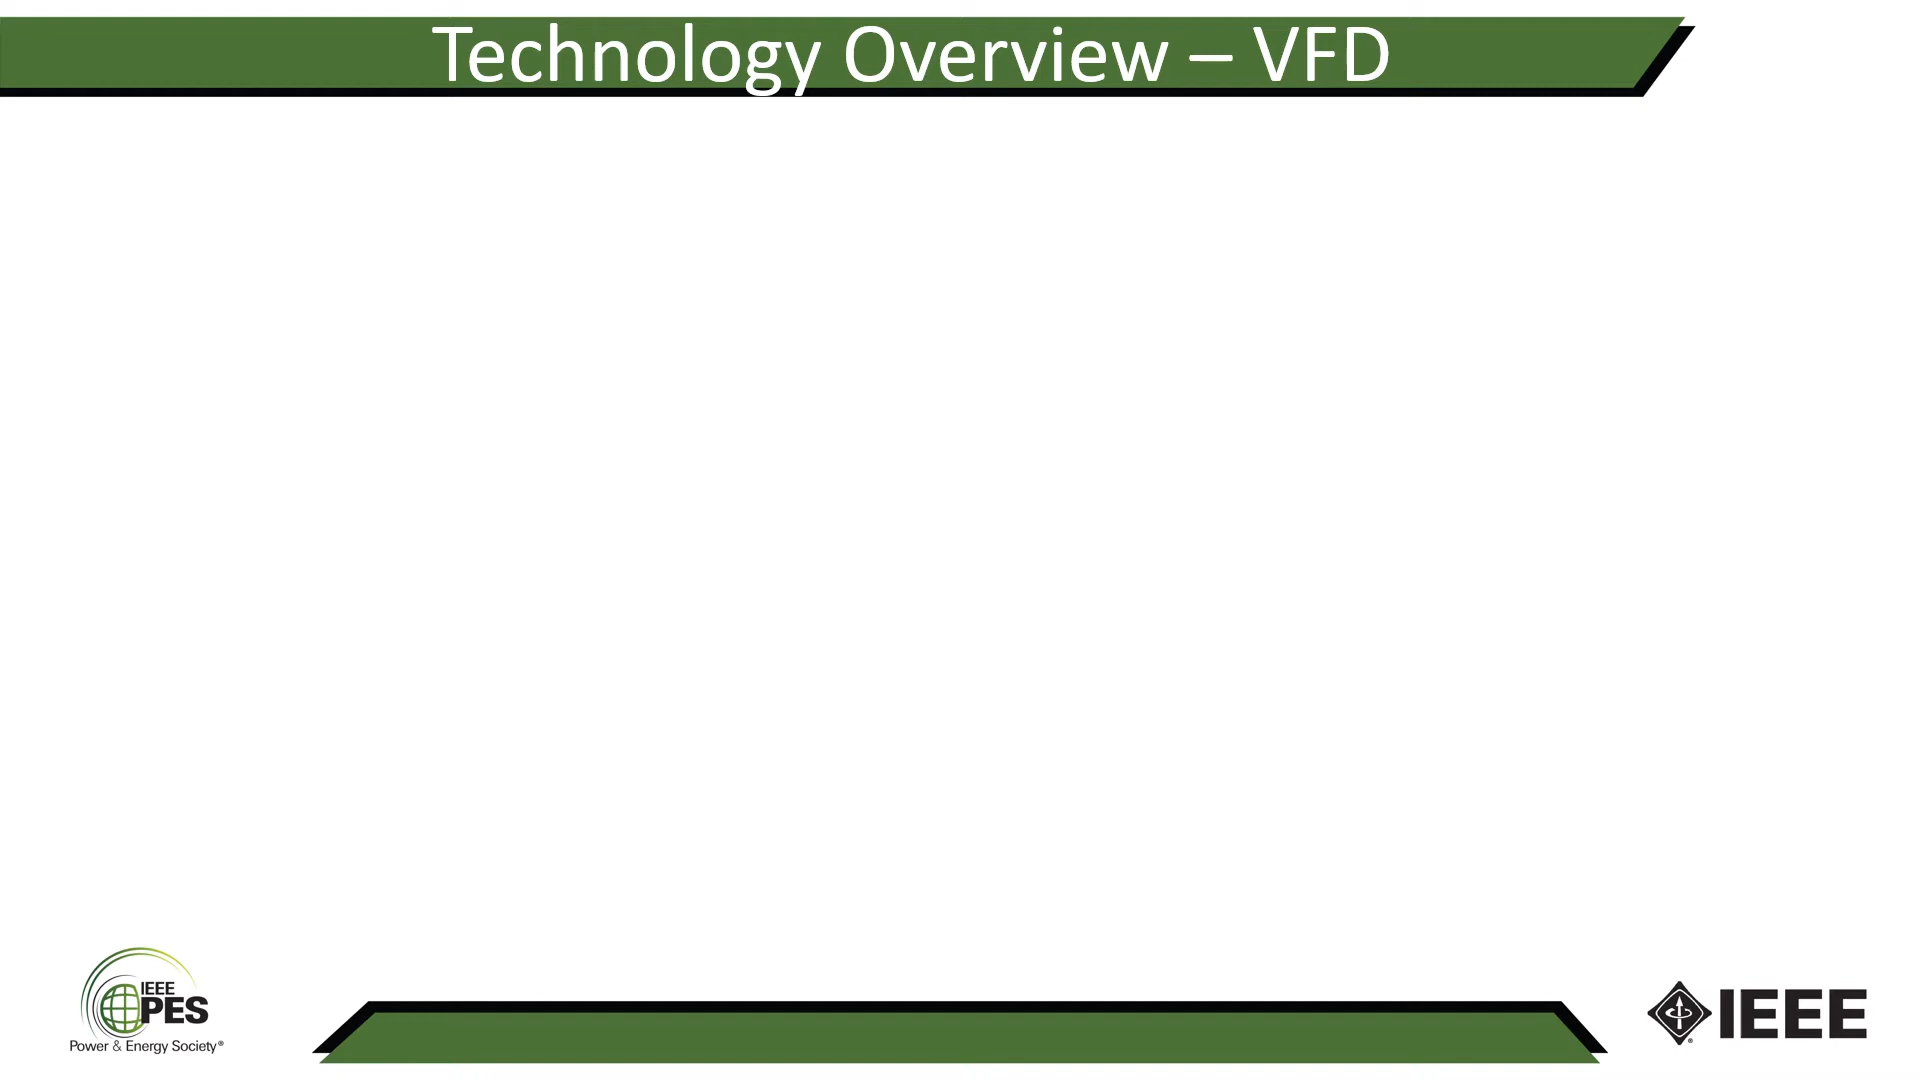 Technology Overview – VFD
IEEE
PES
Power & Energy Society®
IEEE